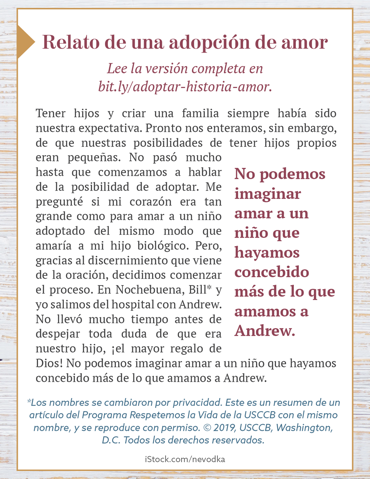 Relato de una adopción de amor
Lee la versión completa en
bit.ly/adoptar-historia-amor.
Tener hijos y criar una familia siempre había sido
nuestra expectativa. Pronto nos enteramos, sin embargo,
de que nuestras posibilidades de tener hijos propios
eran pequeñas. No pasó mucho
hasta que comenzamos a hablar
de la posibilidad de adoptar. Me
pregunté si mi corazón era tan
grande como para amar a un niño
adoptado del mismo modo que
amaría a mi hijo biológico. Pero,
gracias al discernimiento que viene
de la oración, decidimos comenzar
el proceso. En Nochebuena, Bill* y
yo salimos del hospital con Andrew.
No llevó mucho tiempo antes de
despejar toda duda de que era
nuestro hijo, ¡el mayor regalo de
Dios! No podemos imaginar amar a un niño que hayamos
concebido más de lo que amamos a Andrew.
No podemos
imaginar
amar a un
niño que
hayamos
concebido
más de lo que
amamos a
Andrew.
*Los nombres se cambiaron por privacidad. Este es un resumen de un
artículo del Programa Respetemos la Vida de la USCCB con el mismo
nombre, y se reproduce con permiso. © 2019, USCCB, Washington,
D.C. Todos los derechos reservados.
iStock.com/nevodka